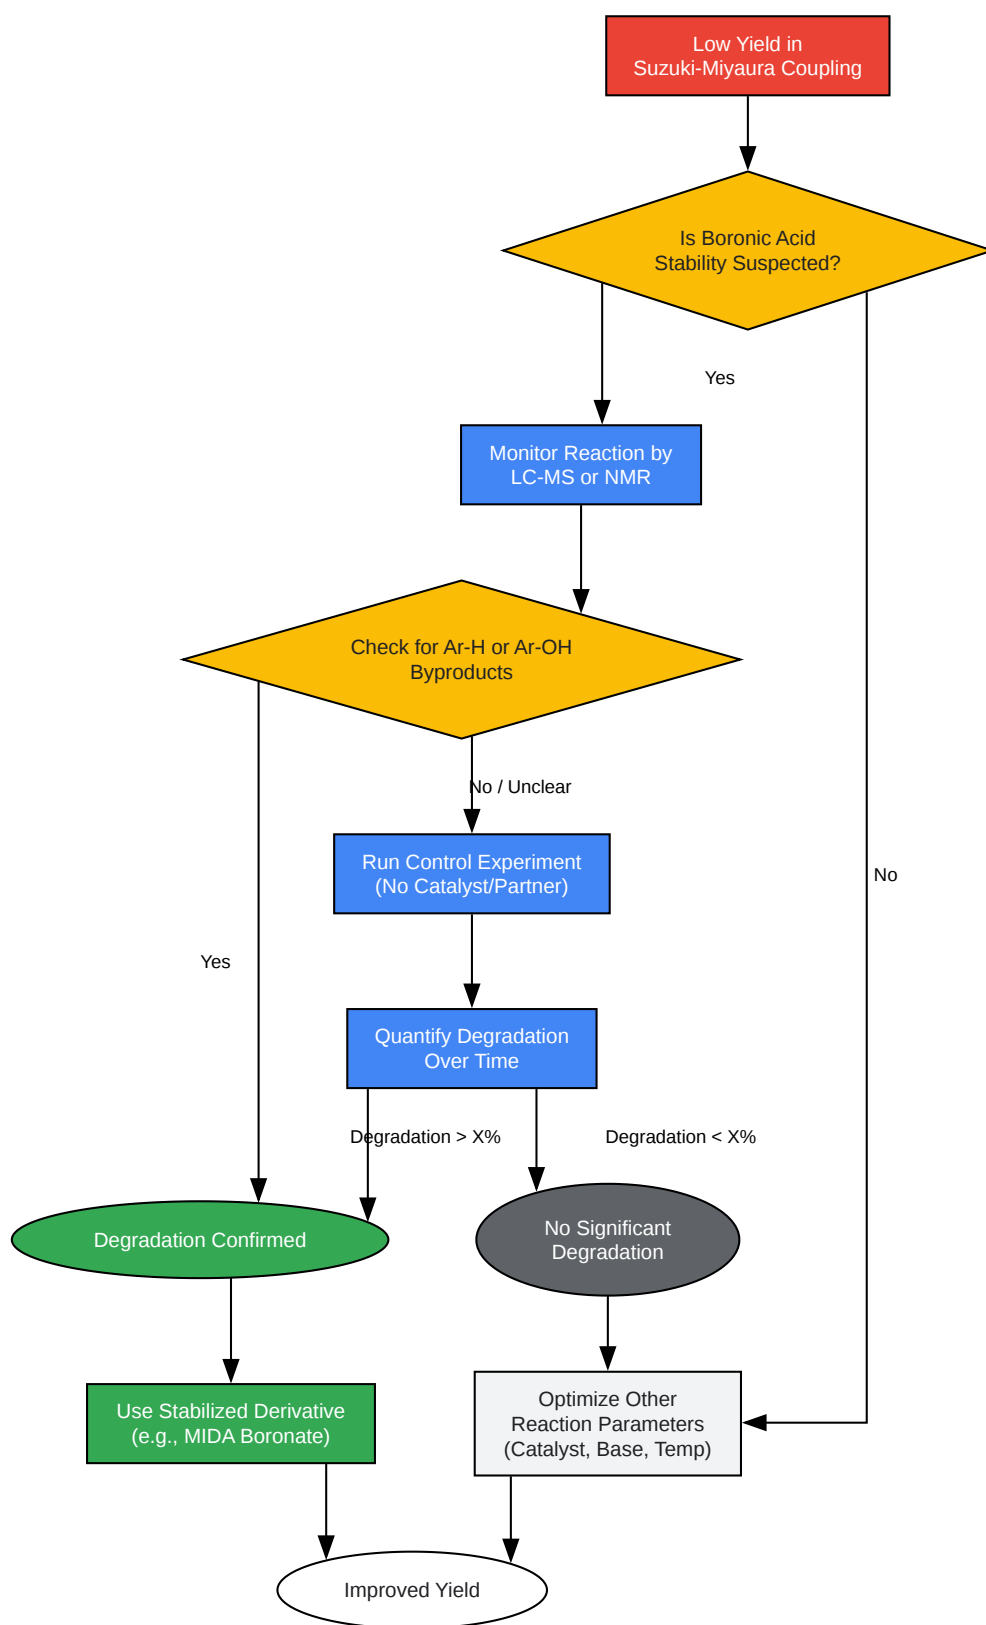 Low Yield in
Suzuki-Miyaura Coupling
Is Boronic Acid
Stability Suspected?
Yes
Monitor Reaction by
LC-MS or NMR
Check for Ar-H or Ar-OH
Byproducts
No / Unclear
Run Control Experiment
(No Catalyst/Partner)
No
Yes
Quantify Degradation
Over Time
Degradation > X%
Degradation < X%
Degradation Confirmed
No Significant
Degradation
Use Stabilized Derivative
(e.g., MIDA Boronate)
Optimize Other
Reaction Parameters
(Catalyst, Base, Temp)
Improved Yield